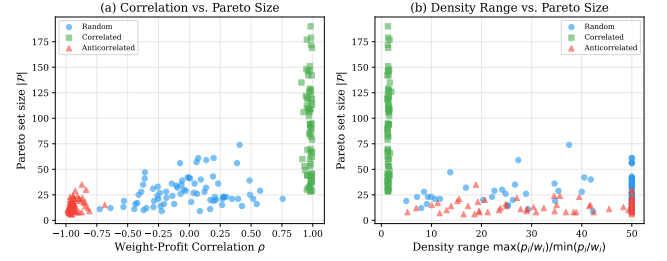 (a) Correlation vs. Pareto Size
Random
Correlated
Anticorrelated
Pareto set size |𝒫|
175
150
125
100
75
50
25
0
−1.00 −0.75 −0.50 −0.25 0.00 0.25 0.50 0.75 1.00
Weight-Profit Correlation ρ
(b) Density Range vs. Pareto Size
Random
Correlated
Anticorrelated
Pareto set size |𝒫|
175
150
125
100
75
50
25
0
0 10 20 30 40 50
Density range max(pᵢ/wᵢ)/min(pᵢ/wᵢ)